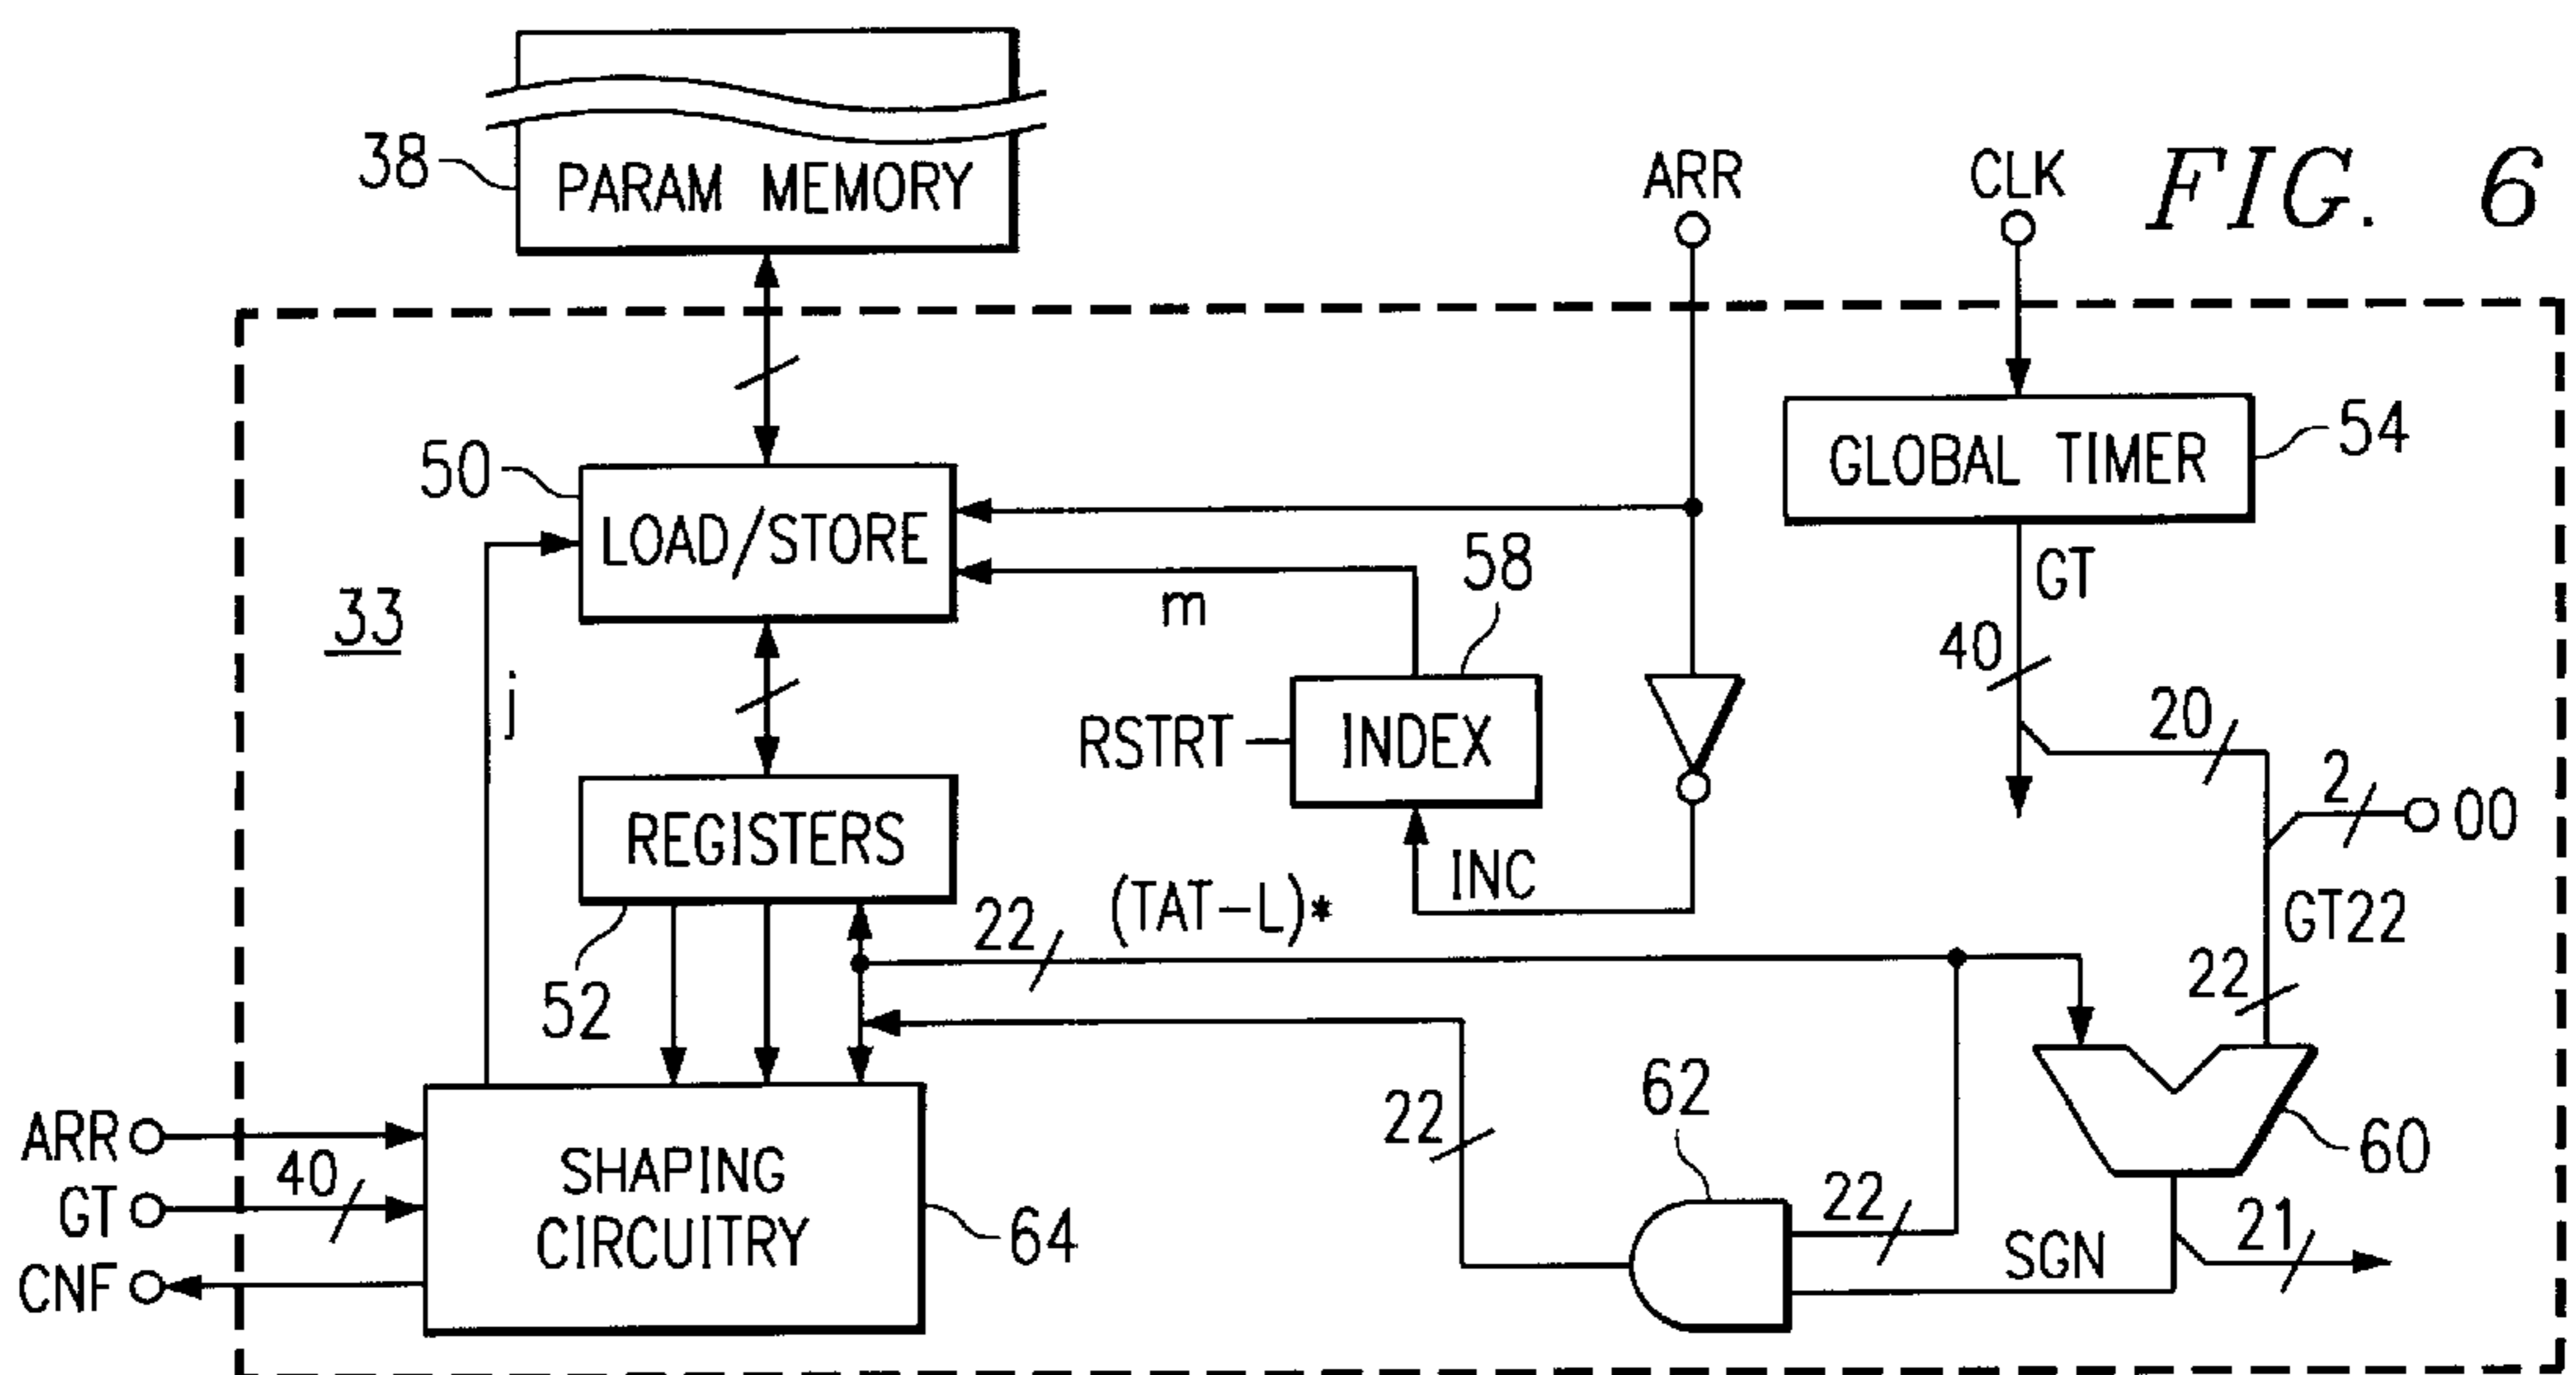 FIG. 6
38
PARAM MEMORY
ARR
CLK
50
LOAD/STORE
GLOBAL TIMER
54
33
j
m
58
GT
40
RSTRT
INDEX
20
2
00
REGISTERS
INC
GT22
52
22
(TAT-L)*
22
62
22
60
ARR
40
GT
CNF
SHAPING
CIRCUITRY
64
22
SGN
21